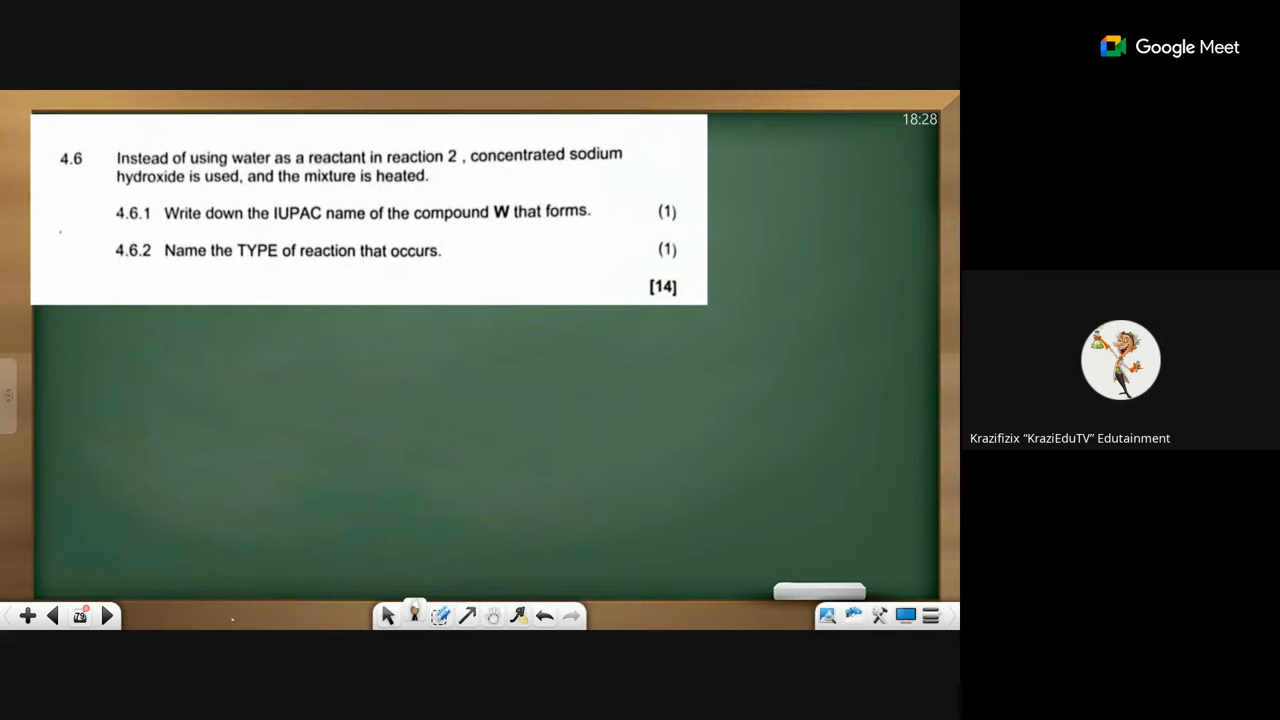 Google Meet
18:28
4.6 Instead of using water as a reactant in reaction 2 , concentrated sodium
hydroxide is used, and the mixture is heated.
4.6.1 Write down the IUPAC name of the compound W that forms. (1)
4.6.2 Name the TYPE of reaction that occurs. (1)
[14]
Krazifizix “KraziEduTV” Edutainment
79